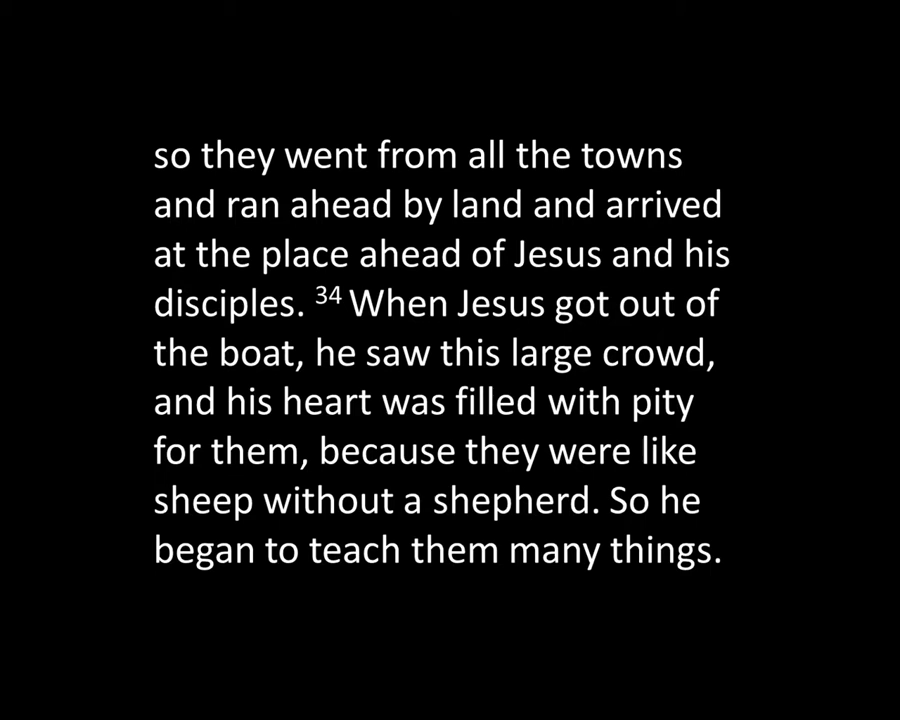 so they went from all the towns
and ran ahead by land and arrived
at the place ahead of Jesus and his
disciples. 34 When Jesus got out of
the boat, he saw this large crowd,
and his heart was filled with pity
for them, because they were like
sheep without a shepherd. So he
began to teach them many things.